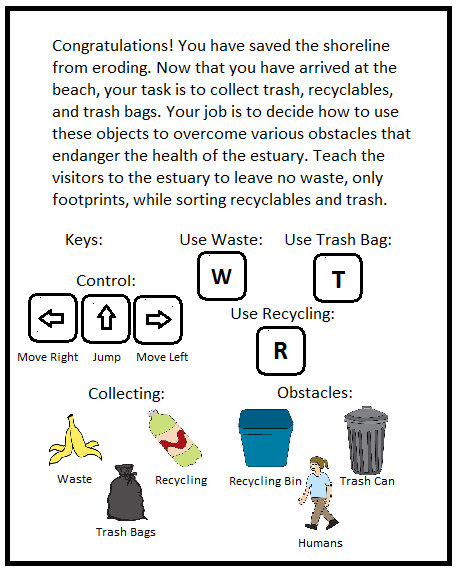 Congratulations! You have saved the shoreline
from eroding. Now that you have arrived at the
beach, your task is to collect trash, recyclables,
and trash bags. Your job is to decide how to use
these objects to overcome various obstacles that
endanger the health of the estuary. Teach the
visitors to the estuary to leave no waste, only
footprints, while sorting recyclables and trash.
Keys: Use Waste: Use Trash Bag:
W T
Control:
Use Recycling:
R
Move Right Jump Move Left
Collecting: Obstacles:
Waste Recycling Recycling Bin Trash Can
Trash Bags
Humans